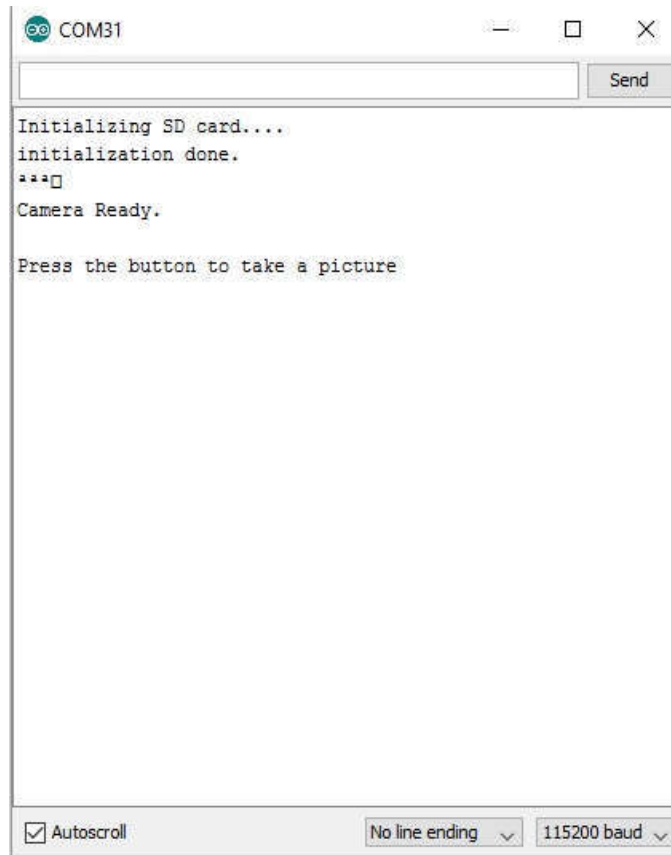 COM31
Send
Initializing SD card....
initialization done.
ªªª□
Camera Ready.
Press the button to take a picture
Autoscroll
No line ending
115200 baud